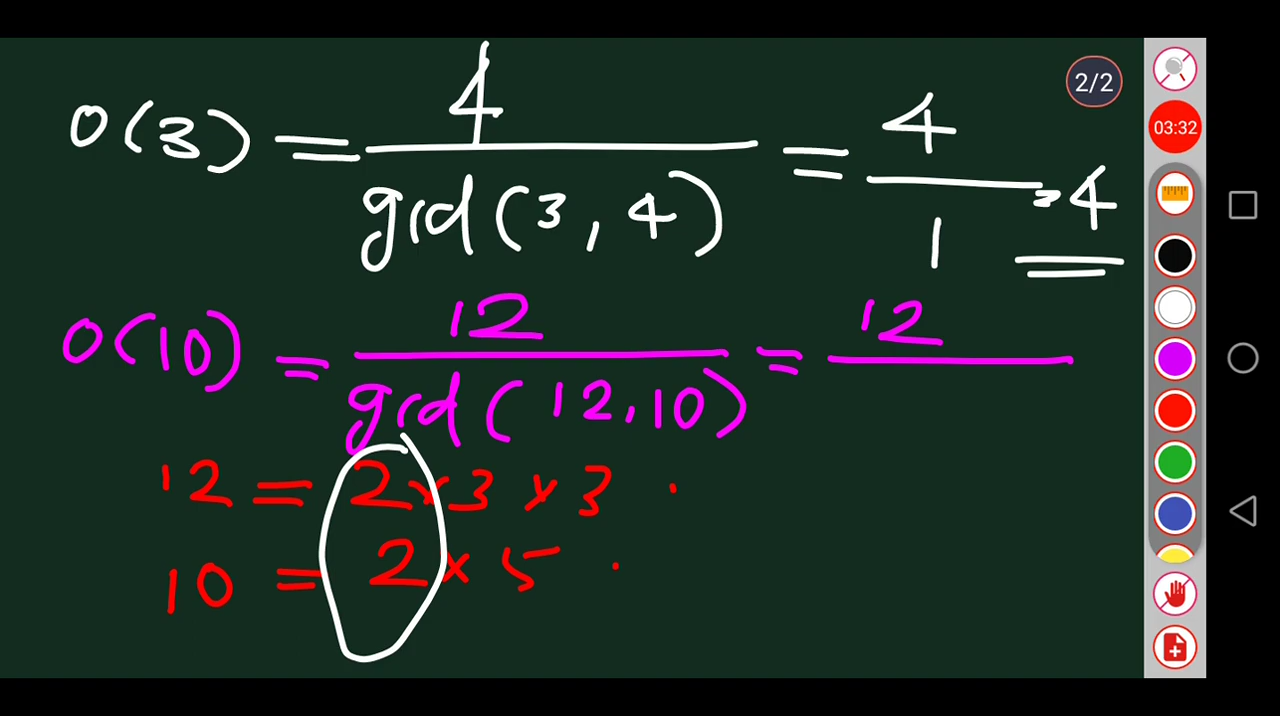 2/2
03:32
O(3) = 4 / gcd(3, 4) = 4 / 1 = 4
O(10) = 12 / gcd(12, 10) = 12 /
12 = 2 × 3 × 3 .
10 = 2 × 5 .